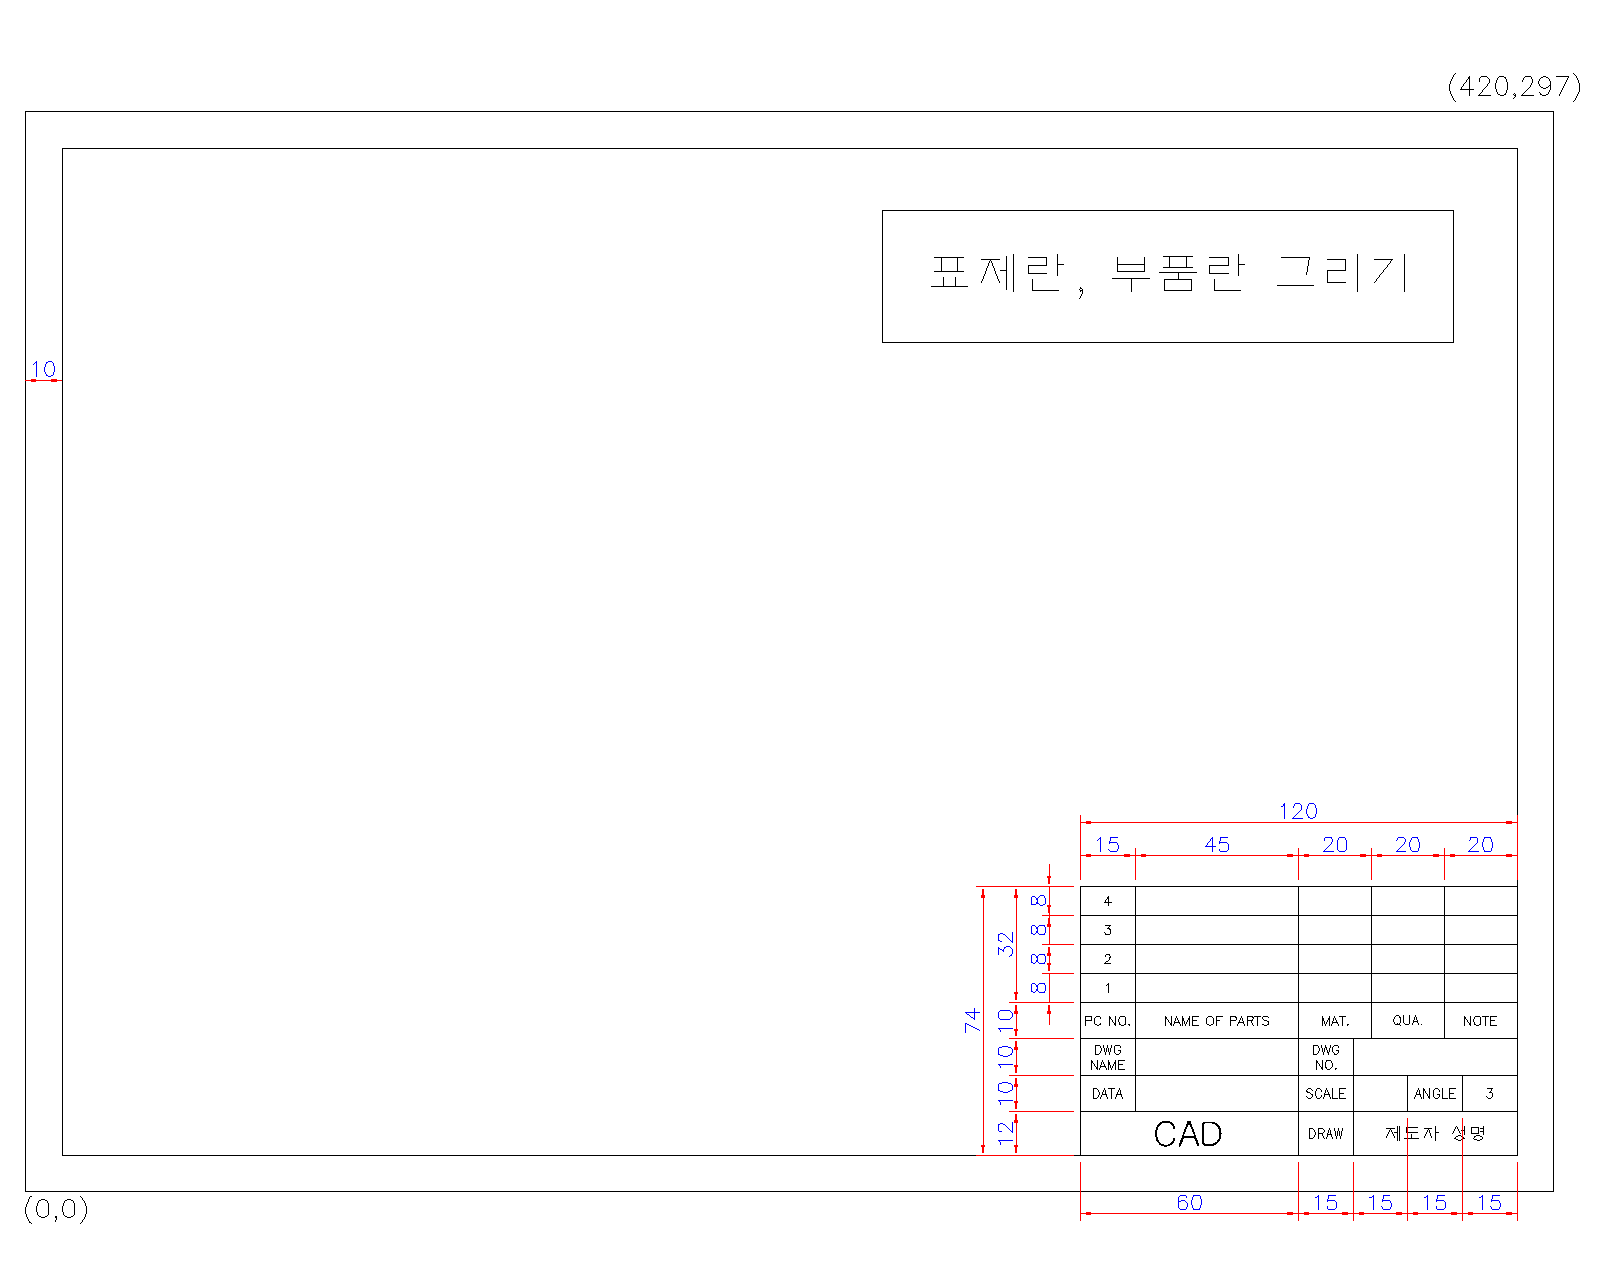 (420,297)
표제란, 부품란 그리기
10
120
15 45 20 20 20
4
3
2
1
8
8
8
8
32
74
10
10
10
12
PC NO. NAME OF PARTS MAT. QUA. NOTE
DWG
NAME
DWG
NO.
DATA SCALE ANGLE 3
CAD DRAW 제도자 성명
60 15 15 15 15
(0,0)